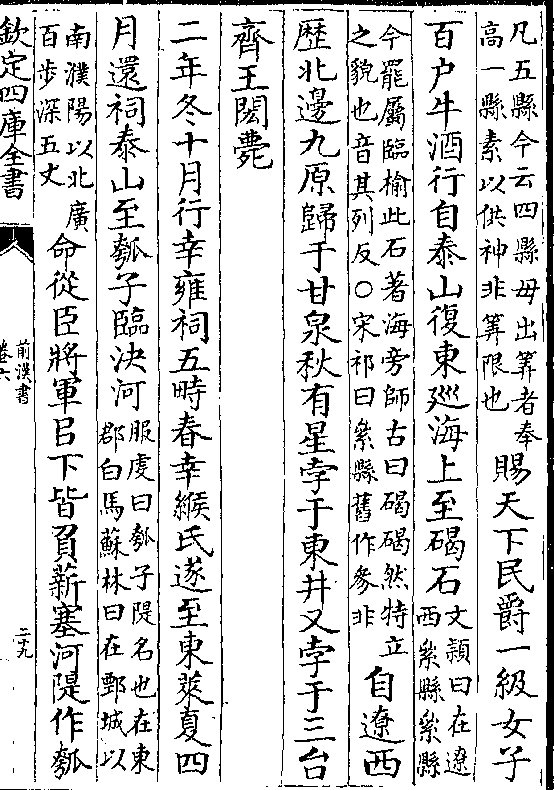 凡五縣今云四縣毋出筭者奉
高一縣素以供神非筭限也
賜天下民爵一級女子
百户牛酒行自泰山復東廵海上至碣石
文頴曰在遼
西絫縣絫縣
今罷屬臨榆此石著海旁師古曰碣碣然特立
之貌也音其列反○宋祁曰絫縣舊作參非
自遼西
歴北邊九原歸于甘泉秋有星孛于東井又孛于三台
齊王閎薨
二年冬十月行幸雍祠五畤春幸緱氏遂至東萊夏四
月還祠泰山至瓠子臨決河
服虔曰瓠子隄名也在東
郡白馬蘇林曰在鄄城以
南濮陽以北廣
百步深五丈
命從臣將軍㠯下皆負薪塞河隄作瓠
欽定四庫全書
前漢書
卷六
二十九